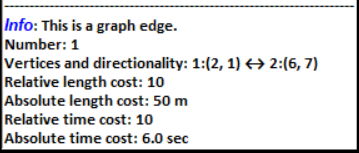 Info: This is a graph edge.
Number: 1
Vertices and directionality: 1:(2, 1) ↔ 2:(6, 7)
Relative length cost: 10
Absolute length cost: 50 m
Relative time cost: 10
Absolute time cost: 6.0 sec